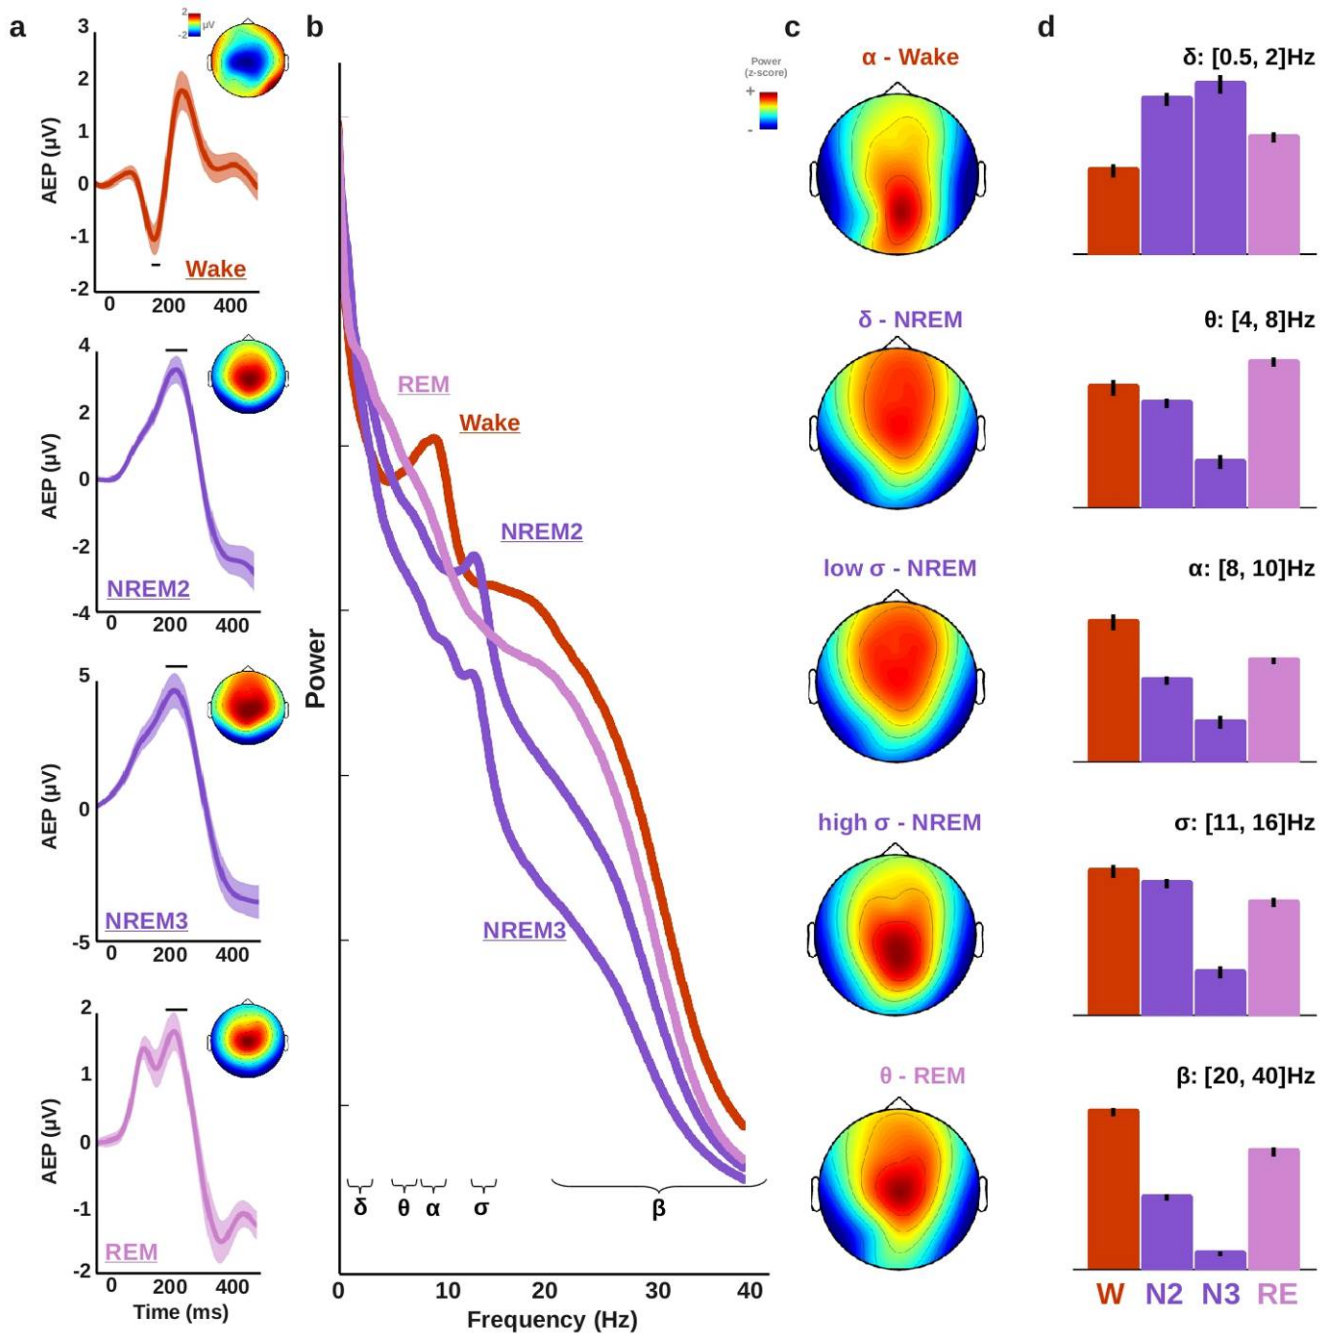 a
b
c
d
3
2
1
0
-1
-2
AEP (µV)
2
-2
µV
Wake
0 200 400
4
2
0
-2
-4
AEP (µV)
NREM2
0 200 400
5
0
-5
AEP (µV)
NREM3
0 200 400
2
1
0
-1
-2
AEP (µV)
REM
0 200 400
Time (ms)
Power
REM
Wake
NREM2
NREM3
δ θ α σ β
0 10 20 30 40
Frequency (Hz)
Power
(z-score)
+
-
α - Wake
δ - NREM
low σ - NREM
high σ - NREM
θ - REM
δ: [0.5, 2]Hz
θ: [4, 8]Hz
α: [8, 10]Hz
σ: [11, 16]Hz
β: [20, 40]Hz
W N2 N3 RE